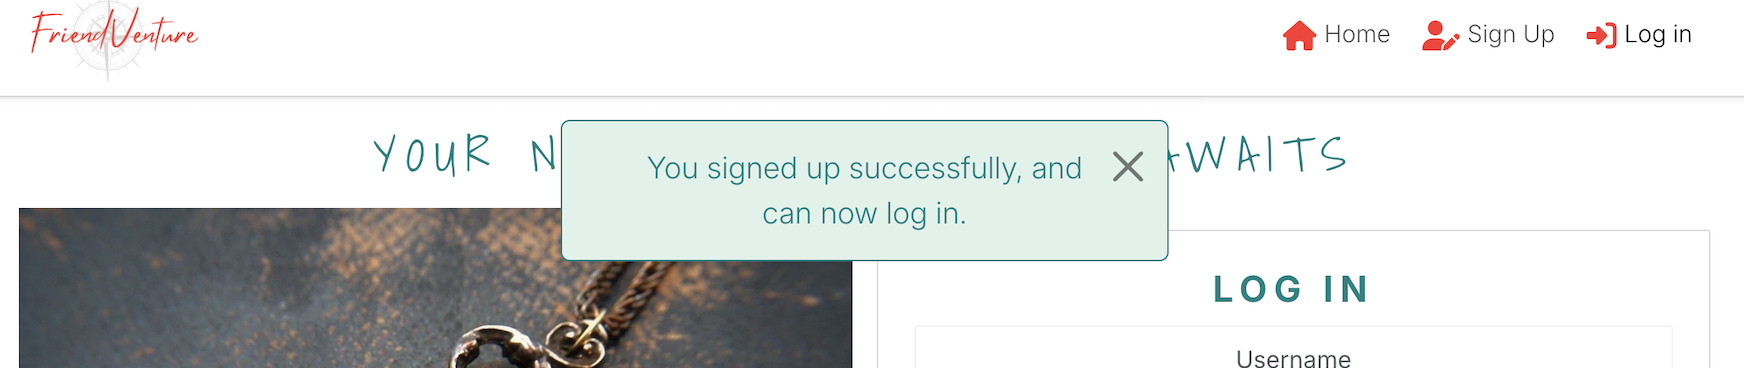 FriendVenture
Home Sign Up Log in
YOUR AWAITS
You signed up successfully, and
can now log in.
LOG IN
Username